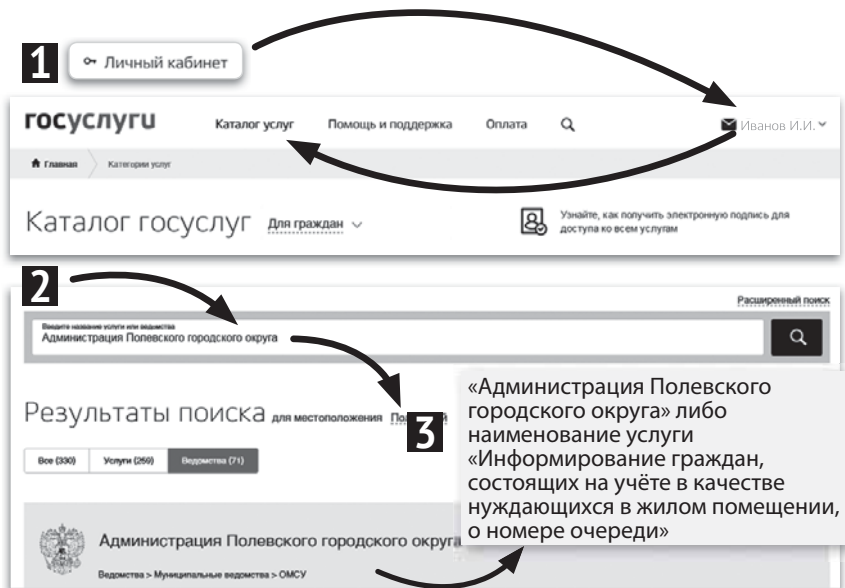 1
Личный кабинет
госуслуги
Каталог услуг Помощь и поддержка Оплата Иванов И.И.
Главная Категории услуг
Каталог госуслуг Для граждан
Узнайте, как получить электронную подпись для
доступа ко всем услугам
2
Расширенный поиск
Введите название услуги или ведомства
Администрация Полевского городского округа
Результаты поиска для местоположения
3
Все (330) Услуги (259) Ведомства (71)
«Администрация Полевского
городского округа» либо
наименование услуги
«Информирование граждан,
состоящих на учёте в качестве
нуждающихся в жилом помещении,
о номере очереди»
Администрация Полевского городского округа
Ведомства > Муниципальные ведомства > ОМСУ